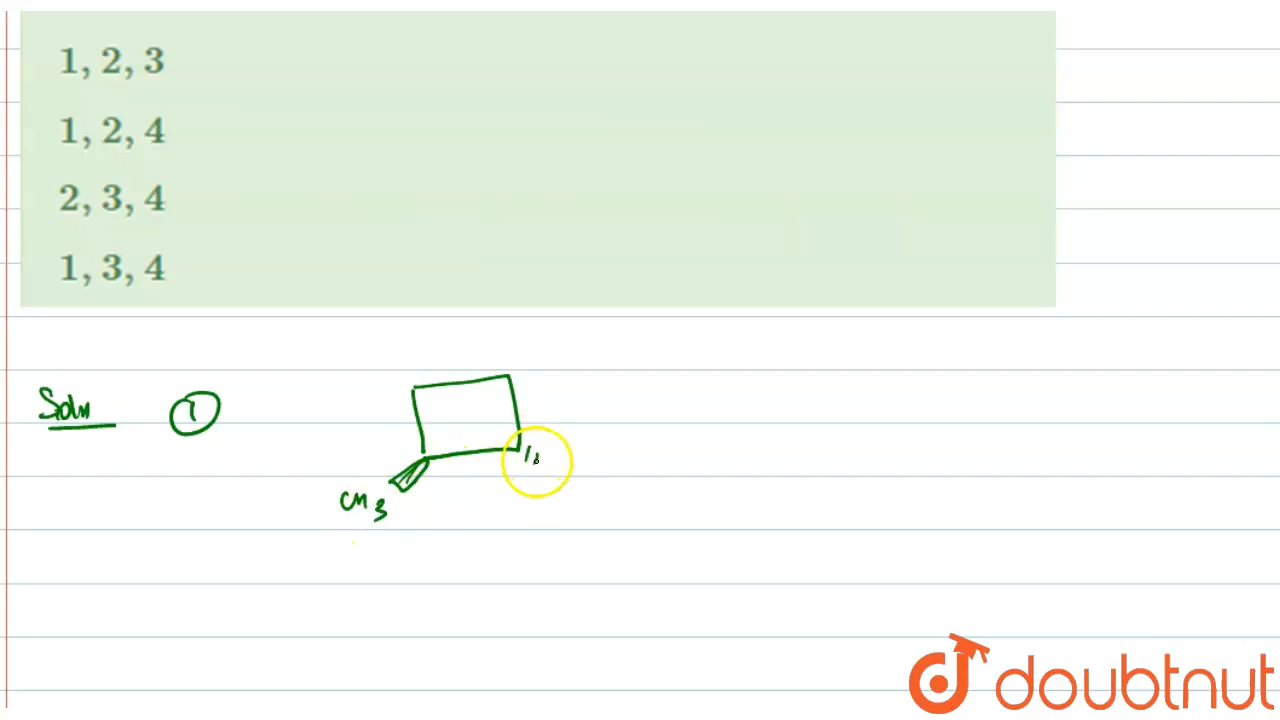 1, 2, 3
1, 2, 4
2, 3, 4
1, 3, 4
Soln 1
CH3
doubtnut